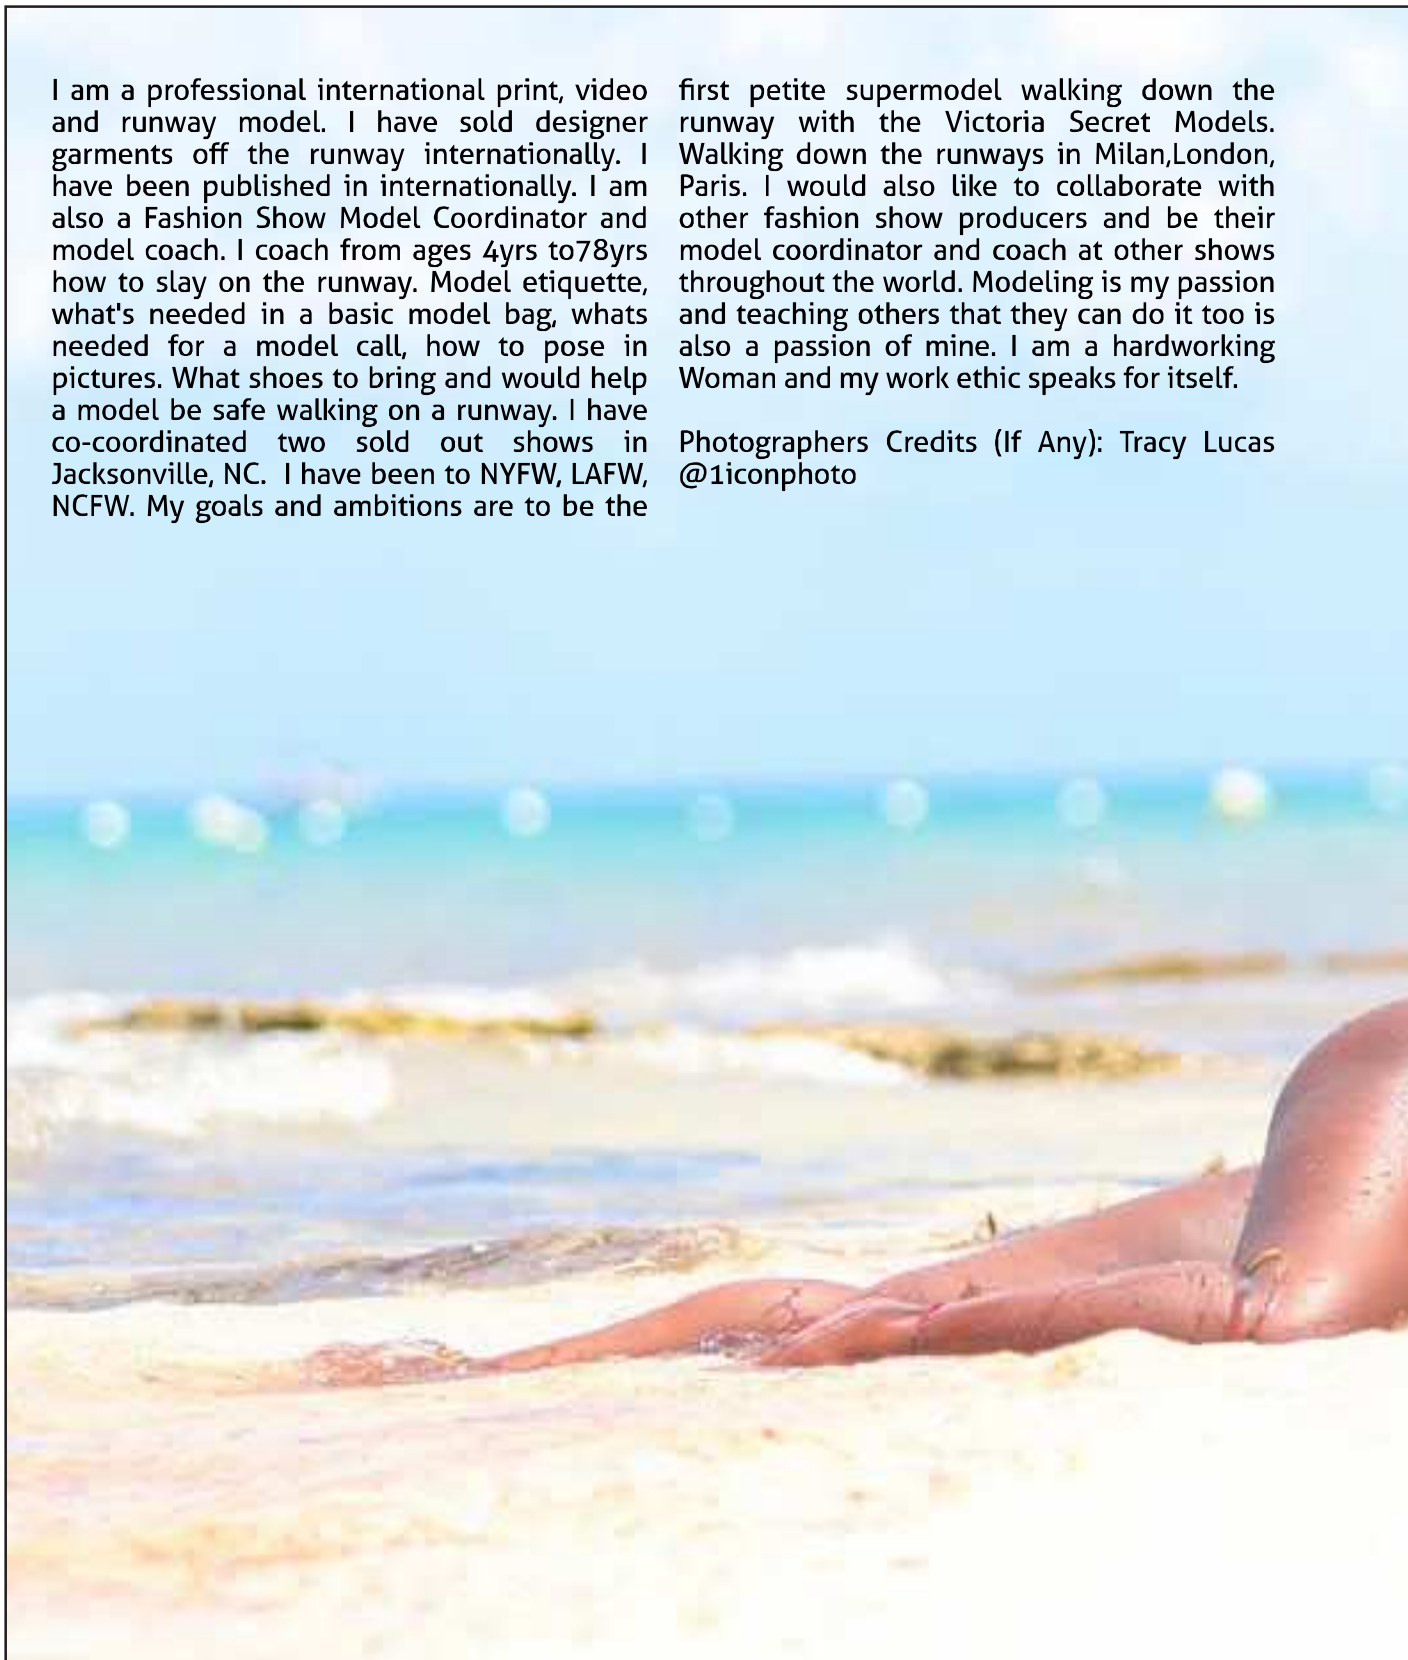 I am a professional international print, video
and runway model. I have sold designer
garments off the runway internationally. I
have been published in internationally. I am
also a Fashion Show Model Coordinator and
model coach. I coach from ages 4yrs to78yrs
how to slay on the runway. Model etiquette,
what's needed in a basic model bag, whats
needed for a model call, how to pose in
pictures. What shoes to bring and would help
a model be safe walking on a runway. I have
co-coordinated two sold out shows in
Jacksonville, NC.  I have been to NYFW, LAFW,
NCFW. My goals and ambitions are to be the
first petite supermodel walking down the
runway with the Victoria Secret Models.
Walking down the runways in Milan,London,
Paris. I would also like to collaborate with
other fashion show producers and be their
model coordinator and coach at other shows
throughout the world. Modeling is my passion
and teaching others that they can do it too is
also a passion of mine. I am a hardworking
Woman and my work ethic speaks for itself.
Photographers Credits (If Any): Tracy Lucas
@1iconphoto